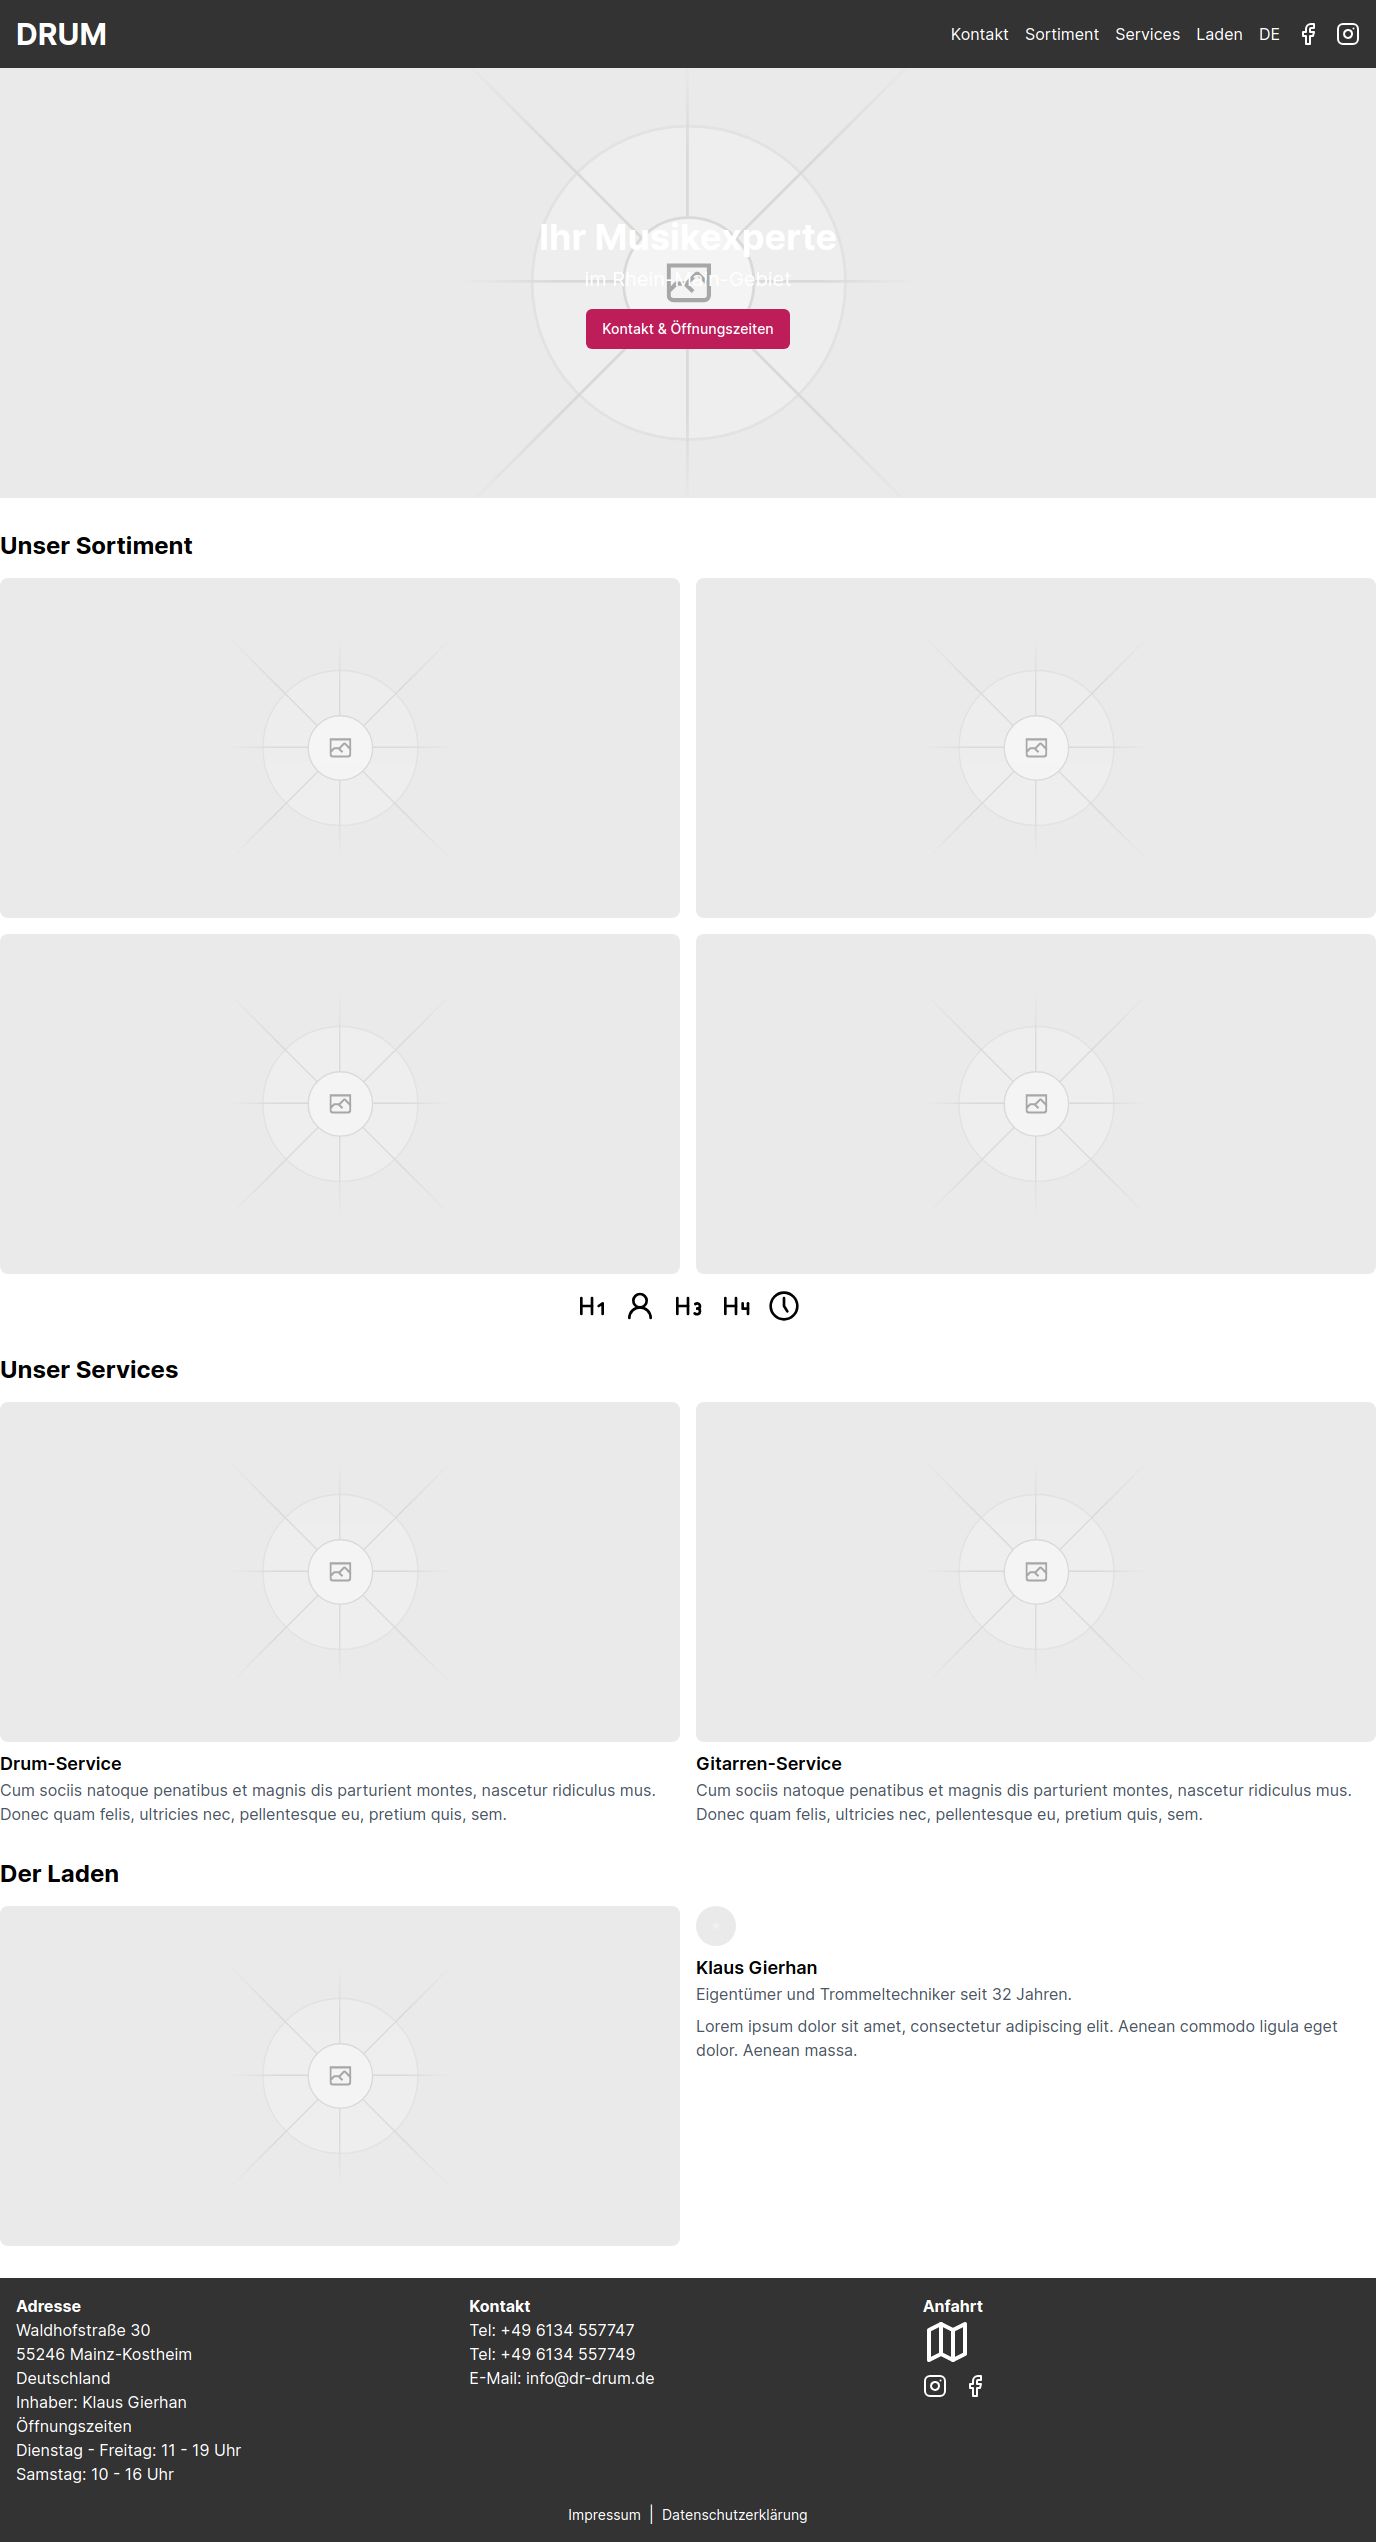 DRUM
Kontakt Sortiment Services Laden DE
Ihr Musikexperte
im Rhein-Main-Gebiet
Kontakt & Öffnungszeiten
Unser Sortiment
H1 H3 H4
Unser Services
Drum-Service
Cum sociis natoque penatibus et magnis dis parturient montes, nascetur ridiculus mus.
Donec quam felis, ultricies nec, pellentesque eu, pretium quis, sem.
Gitarren-Service
Cum sociis natoque penatibus et magnis dis parturient montes, nascetur ridiculus mus.
Donec quam felis, ultricies nec, pellentesque eu, pretium quis, sem.
Der Laden
Klaus Gierhan
Eigentümer und Trommeltechniker seit 32 Jahren.
Lorem ipsum dolor sit amet, consectetur adipiscing elit. Aenean commodo ligula eget
dolor. Aenean massa.
Adresse
Waldhofstraße 30
55246 Mainz-Kostheim
Deutschland
Inhaber: Klaus Gierhan
Öffnungszeiten
Dienstag - Freitag: 11 - 19 Uhr
Samstag: 10 - 16 Uhr
Kontakt
Tel: +49 6134 557747
Tel: +49 6134 557749
E-Mail: info@dr-drum.de
Anfahrt
Impressum | Datenschutzerklärung